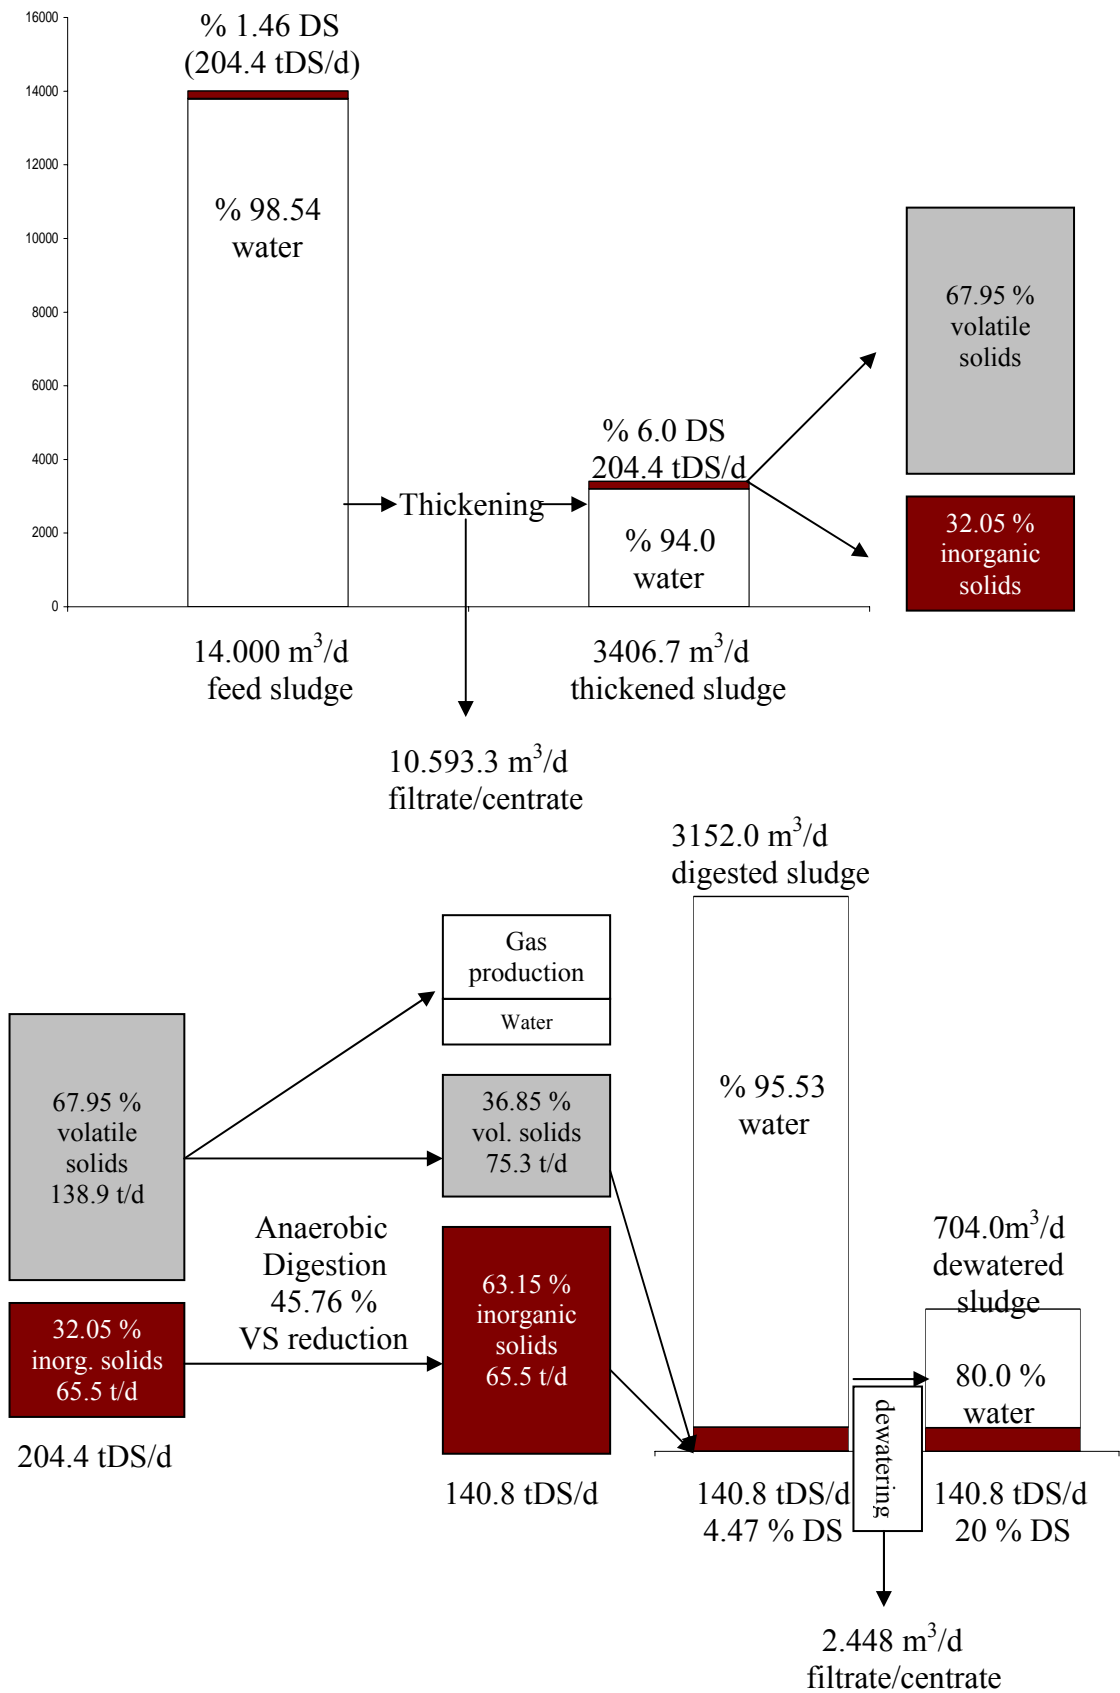 16000
14000
12000
10000
8000
6000
4000
2000
0
% 1.46 DS
(204.4 tDS/d)
% 98.54
water
Thickening
% 6.0 DS
204.4 tDS/d
% 94.0
water
67.95 %
volatile
solids
32.05 %
inorganic
solids
14.000 m³/d
feed sludge
3406.7 m³/d
thickened sludge
10.593.3 m³/d
filtrate/centrate
3152.0 m³/d
digested sludge
Gas
production
Water
67.95 %
volatile
solids
138.9 t/d
36.85 %
vol. solids
75.3 t/d
% 95.53
water
Anaerobic
Digestion
45.76 %
VS reduction
32.05 %
inorg. solids
65.5 t/d
63.15 %
inorganic
solids
65.5 t/d
704.0m³/d
dewatered
sludge
80.0 %
water
dewatering
204.4 tDS/d
140.8 tDS/d
140.8 tDS/d
4.47 % DS
140.8 tDS/d
20 % DS
2.448 m³/d
filtrate/centrate